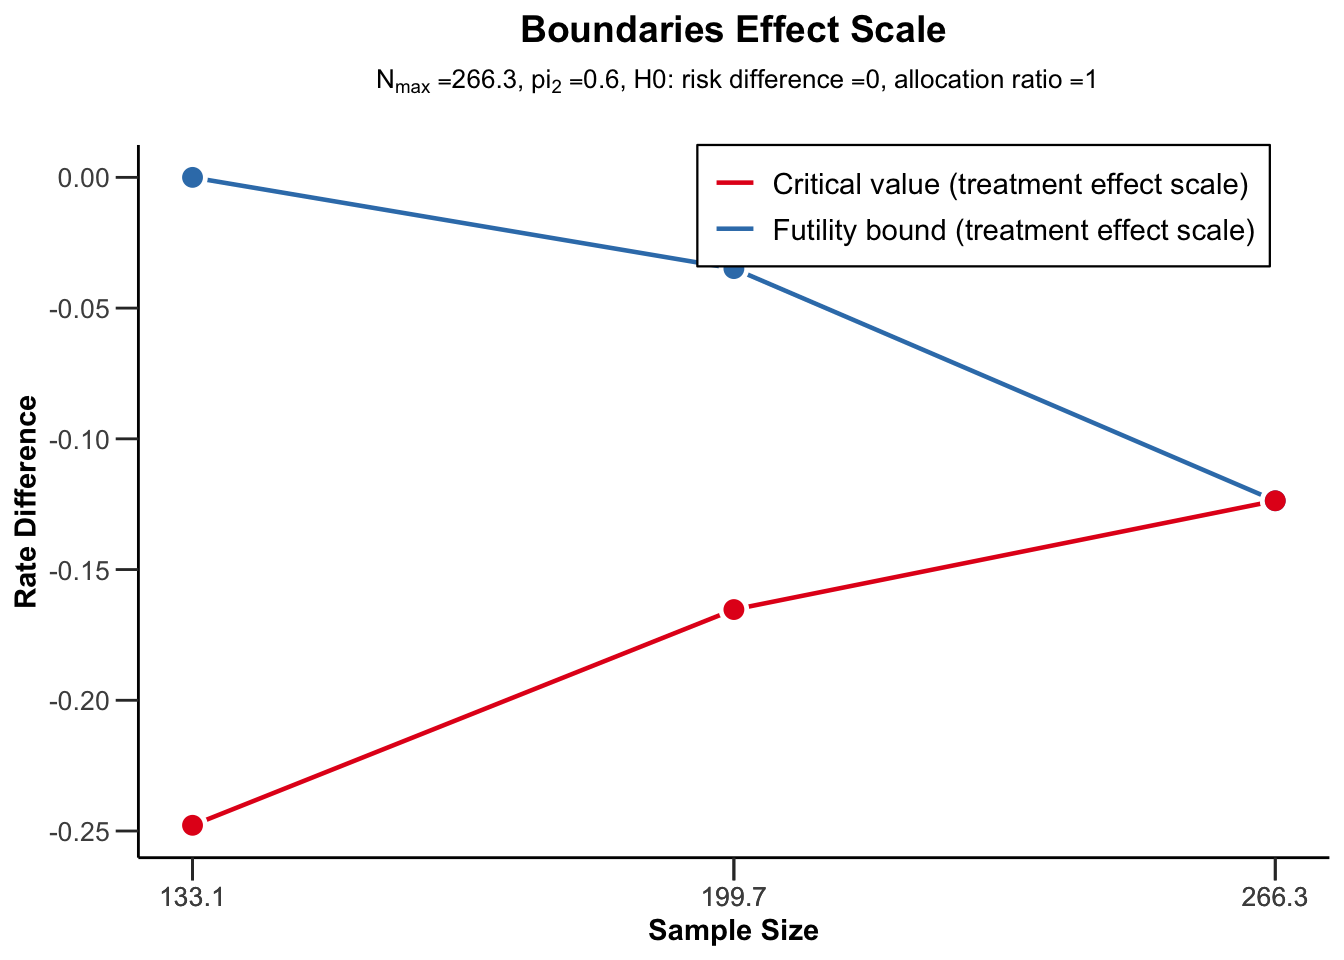 Boundaries Effect Scale
Nmax =266.3, pi2 =0.6, H0: risk difference =0, allocation ratio =1
Critical value (treatment effect scale)
Futility bound (treatment effect scale)
Rate Difference
0.00
-0.05
-0.10
-0.15
-0.20
-0.25
133.1 199.7 266.3
Sample Size